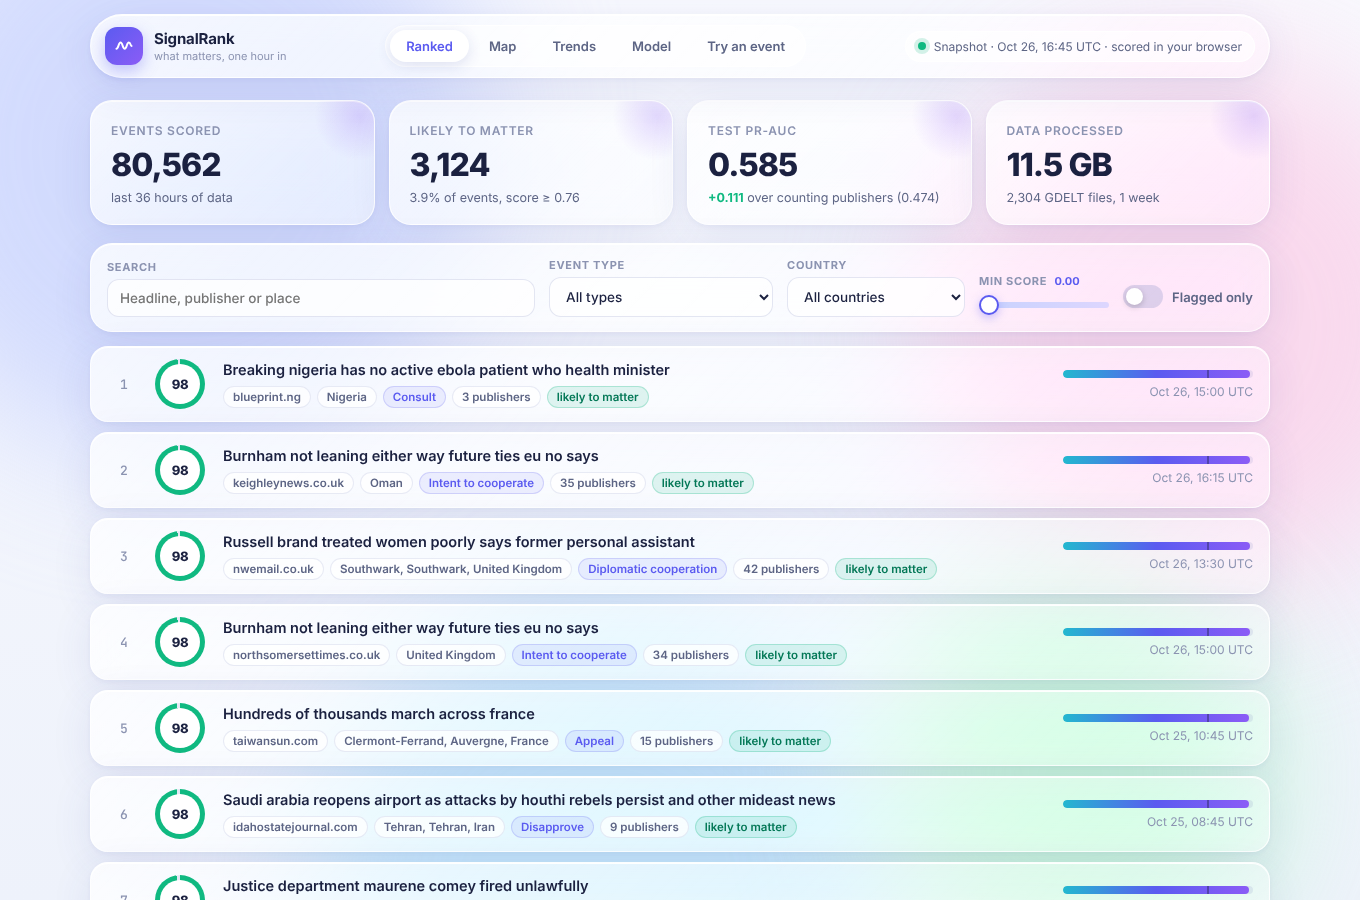 SignalRank
what matters, one hour in
Ranked
Map
Trends
Model
Try an event
Snapshot · Oct 26, 16:45 UTC · scored in your browser
EVENTS SCORED
80,562
last 36 hours of data
LIKELY TO MATTER
3,124
3.9% of events, score ≥ 0.76
TEST PR-AUC
0.585
+0.111 over counting publishers (0.474)
DATA PROCESSED
11.5 GB
2,304 GDELT files, 1 week
SEARCH
Headline, publisher or place
EVENT TYPE
All types
COUNTRY
All countries
MIN SCORE 0.00
Flagged only
1
98
Breaking nigeria has no active ebola patient who health minister
blueprint.ng
Nigeria
Consult
3 publishers
likely to matter
Oct 26, 15:00 UTC
2
98
Burnham not leaning either way future ties eu no says
keighleynews.co.uk
Oman
Intent to cooperate
35 publishers
likely to matter
Oct 26, 16:15 UTC
3
98
Russell brand treated women poorly says former personal assistant
nwemail.co.uk
Southwark, Southwark, United Kingdom
Diplomatic cooperation
42 publishers
likely to matter
Oct 26, 13:30 UTC
4
98
Burnham not leaning either way future ties eu no says
northsomersettimes.co.uk
United Kingdom
Intent to cooperate
34 publishers
likely to matter
Oct 26, 15:00 UTC
5
98
Hundreds of thousands march across france
taiwansun.com
Clermont-Ferrand, Auvergne, France
Appeal
15 publishers
likely to matter
Oct 25, 10:45 UTC
6
98
Saudi arabia reopens airport as attacks by houthi rebels persist and other mideast news
idahostatejournal.com
Tehran, Tehran, Iran
Disapprove
9 publishers
likely to matter
Oct 25, 08:45 UTC
7
98
Justice department maurene comey fired unlawfully